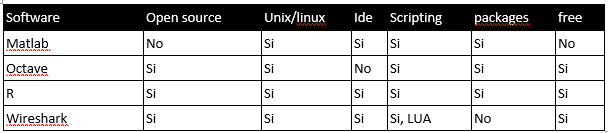 Software Open source Unix/linux Ide Scripting packages free
Matlab No Si Si Si Si No
Octave Si Si No Si Si Si
R Si Si Si Si Si Si
Wireshark Si Si Si Si, LUA No Si